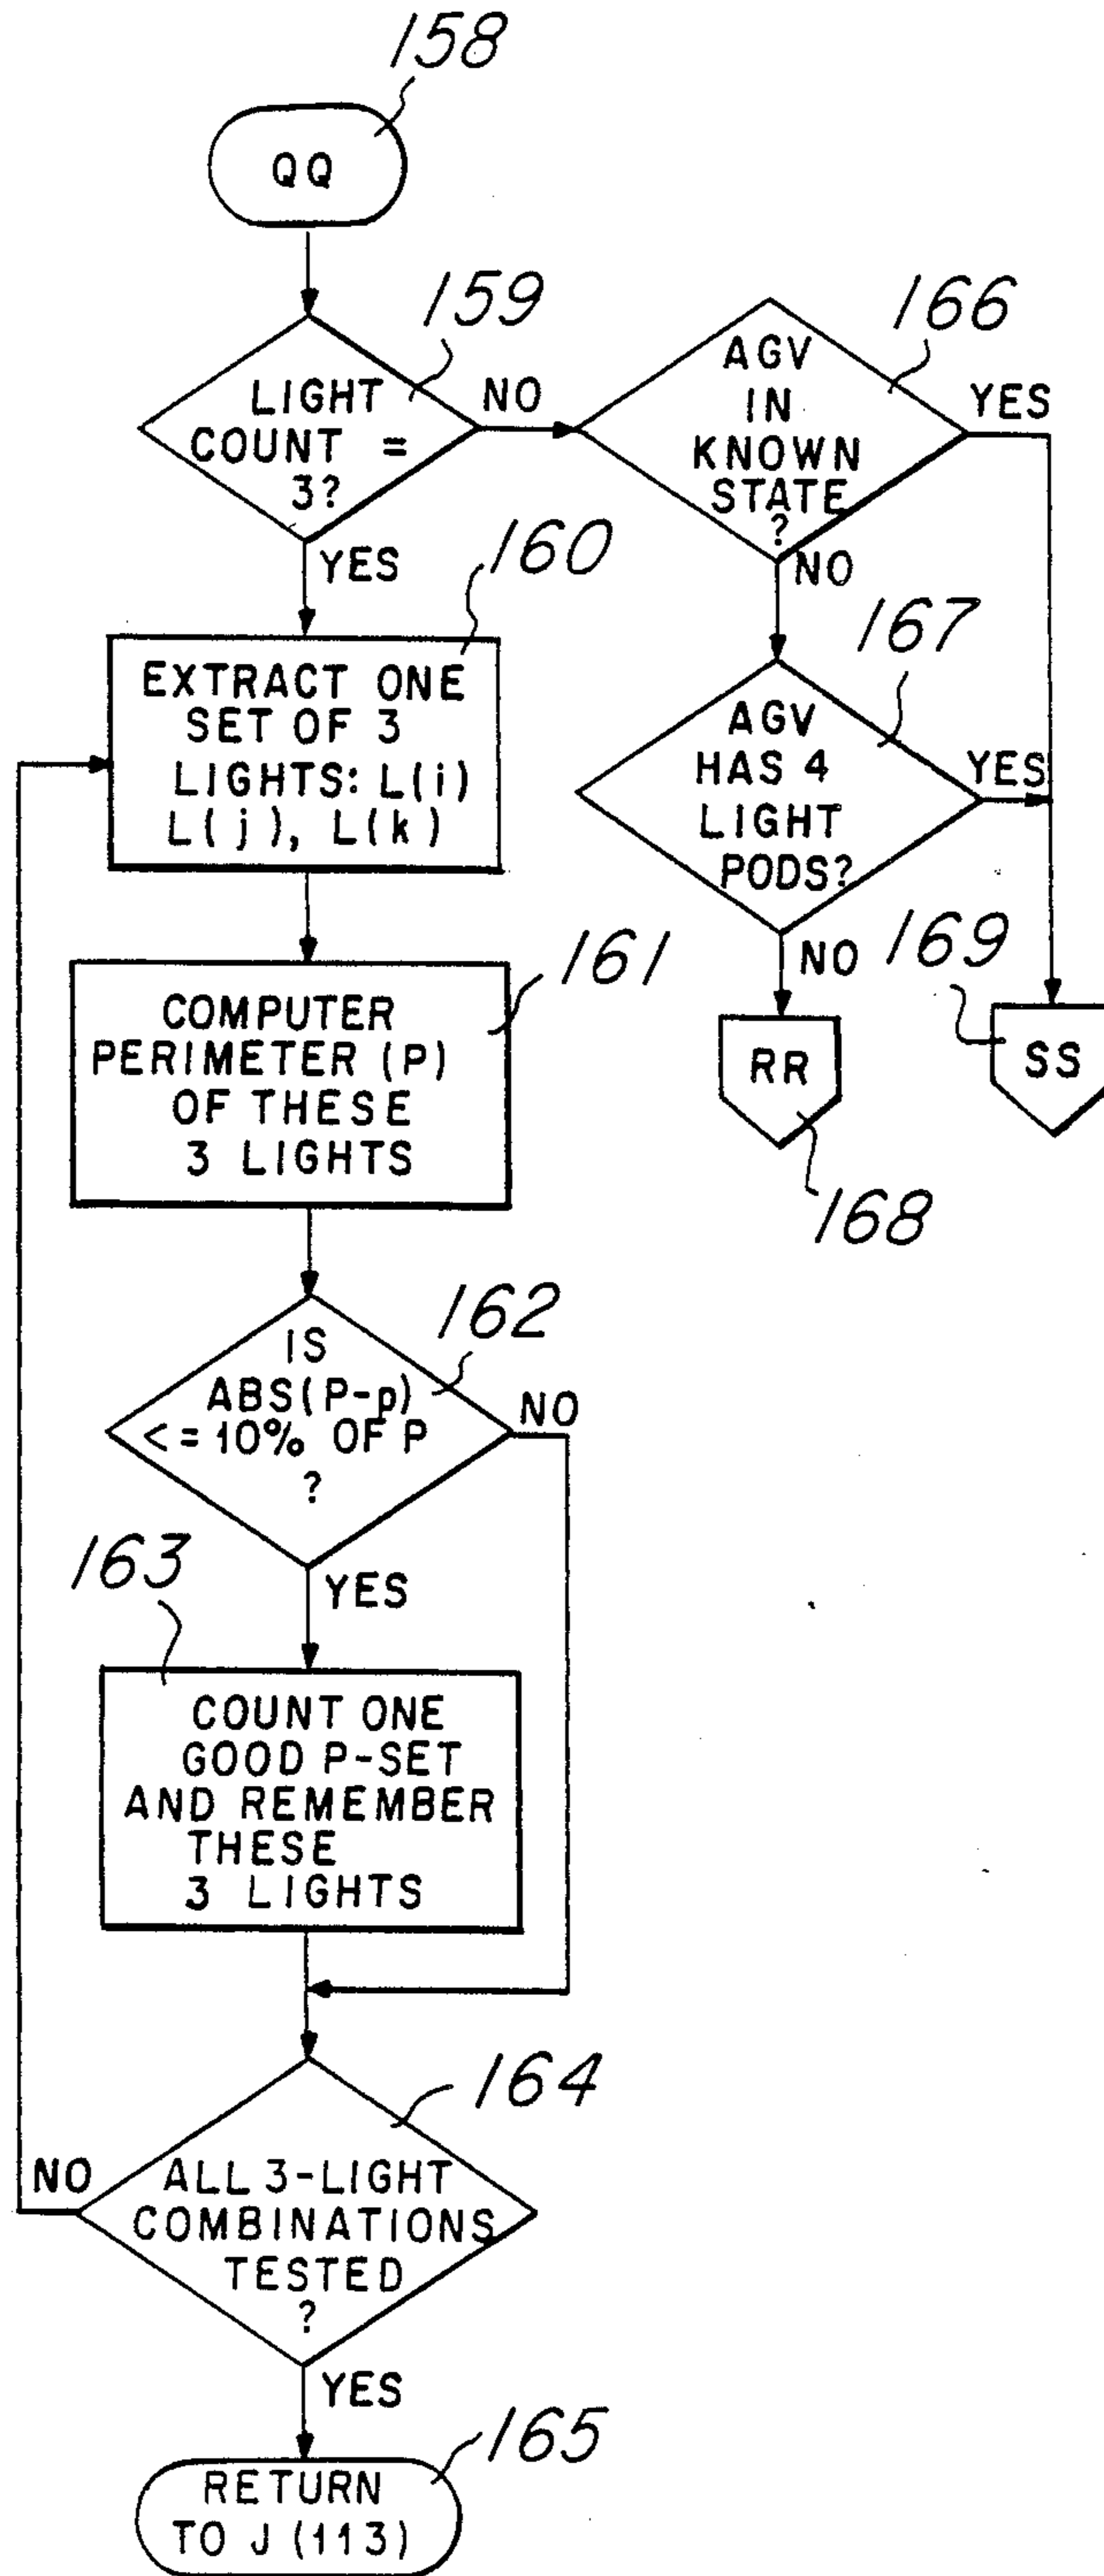 158
QQ
159
LIGHT
COUNT =
3?
NO
YES
166
AGV
IN
KNOWN
STATE
?
YES
NO
160
EXTRACT ONE
SET OF 3
LIGHTS: L(i)
L(j), L(k)
167
AGV
HAS 4
LIGHT
PODS?
YES
NO
161
COMPUTER
PERIMETER (P)
OF THESE
3 LIGHTS
169
RR
SS
168
162
IS
ABS(P-p)
<=10% OF P
?
NO
YES
163
COUNT ONE
GOOD P-SET
AND REMEMBER
THESE
3 LIGHTS
164
ALL 3-LIGHT
COMBINATIONS
TESTED
?
NO
YES
165
RETURN
TO J (113)